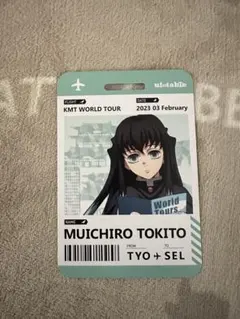 ufotable
FLIGHT DATE
KMT WORLD TOUR 2023 03 February
World
Tours
NAME
MUICHIRO TOKITO
FROM TO
TYO SEL